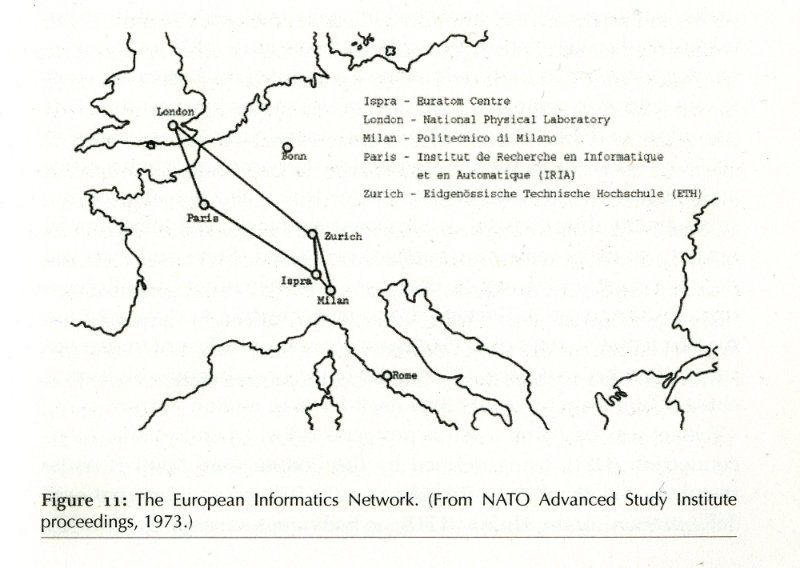 London
Bonn
Paris
Zurich
Ispra
Milan
Rome
Ispra - Euratom Centre
London - National Physical Laboratory
Milan - Politecnico di Milano
Paris - Institut de Recherche en Informatique
et en Automatique (IRIA)
Zurich - Eidgenössische Technische Hochschule (ETH)
Figure 11: The European Informatics Network. (From NATO Advanced Study Institute
proceedings, 1973.)